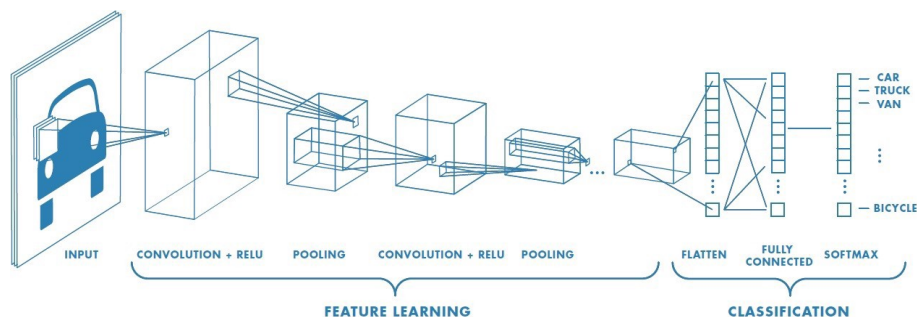 CAR
TRUCK
VAN
BICYCLE
INPUT
CONVOLUTION + RELU
POOLING
CONVOLUTION + RELU
POOLING
FLATTEN
FULLY
CONNECTED
SOFTMAX
FEATURE LEARNING
CLASSIFICATION